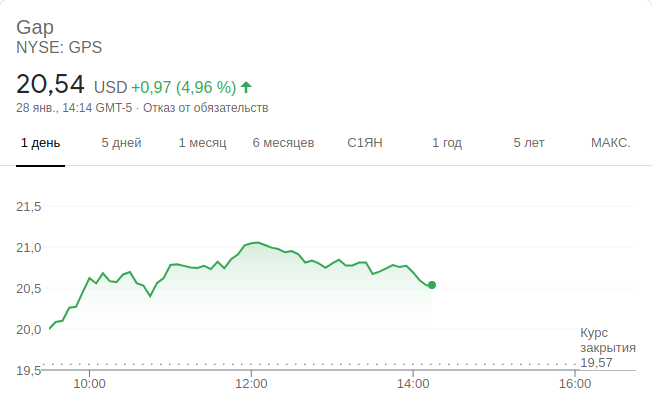 Gap
NYSE: GPS
20,54 USD +0,97 (4,96 %)
28 янв., 14:14 GMT-5 · Отказ от обязательств
1 день 5 дней 1 месяц 6 месяцев С1ЯН 1 год 5 лет МАКС.
21,5
21,0
20,5
20,0
Курс
закрытия
19,57
19,5
10:00 12:00 14:00 16:00